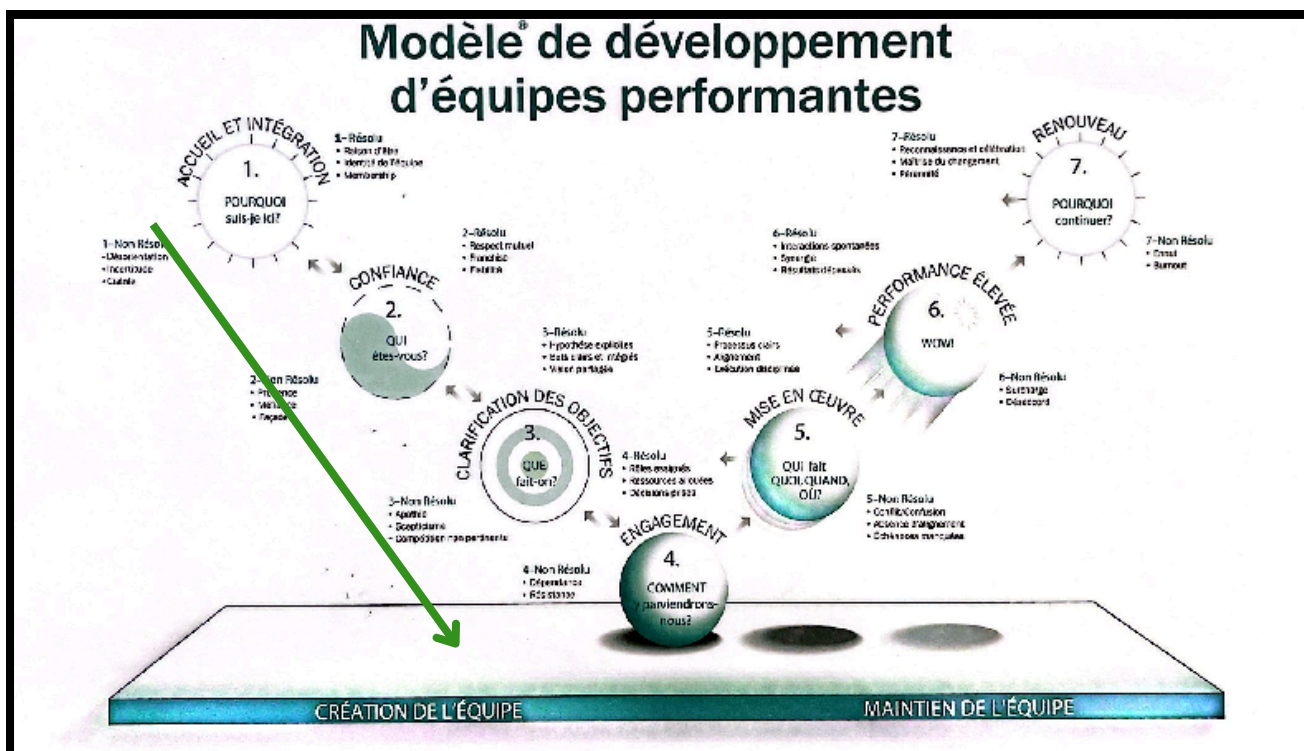 Modèle® de développement
d'équipes performantes
ACCUEIL ET INTÉGRATION
1.
POURQUOI
suis-je ici?
1–Résolu
• Raison d'être
• Identité de l'équipe
• Membership
1–Non Résolu
• Désorientation
• Incertitude
• Crainte
CONFIANCE
2.
QUI
êtes-vous?
2–Résolu
• Respect mutuel
• Franchise
• Fiabilité
2–Non Résolu
• Prudence
• Méfiance
• Façade
CLARIFICATION DES OBJECTIFS
3.
QUE
fait-on?
3–Résolu
• Hypothèse explicites
• Buts clairs et intégrés
• Vision partagée
3–Non Résolu
• Apathie
• Scepticisme
• Compétition non pertinente
ENGAGEMENT
4.
COMMENT
y parviendrons-
nous?
4–Résolu
• Rôles assignés
• Ressources allouées
• Décisions prises
4–Non Résolu
• Dépendance
• Résistance
MISE EN ŒUVRE
5.
QUI fait
QUOI, QUAND,
OÙ?
5–Résolu
• Processus clairs
• Alignement
• Exécution disciplinée
5–Non Résolu
• Conflit/Confusion
• Absence d'alignement
• Échéances manquées
PERFORMANCE ÉLEVÉE
6.
WOW!
6–Résolu
• Interactions spontanées
• Synergie
• Résultats dépassés
6–Non Résolu
• Surcharge
• Désaccord
RENOUVEAU
7.
POURQUOI
continuer?
7–Résolu
• Reconnaissance et célébration
• Maîtrise du changement
• Pérennité
7–Non Résolu
• Ennui
• Burnout
CRÉATION DE L'ÉQUIPE
MAINTIEN DE L'ÉQUIPE